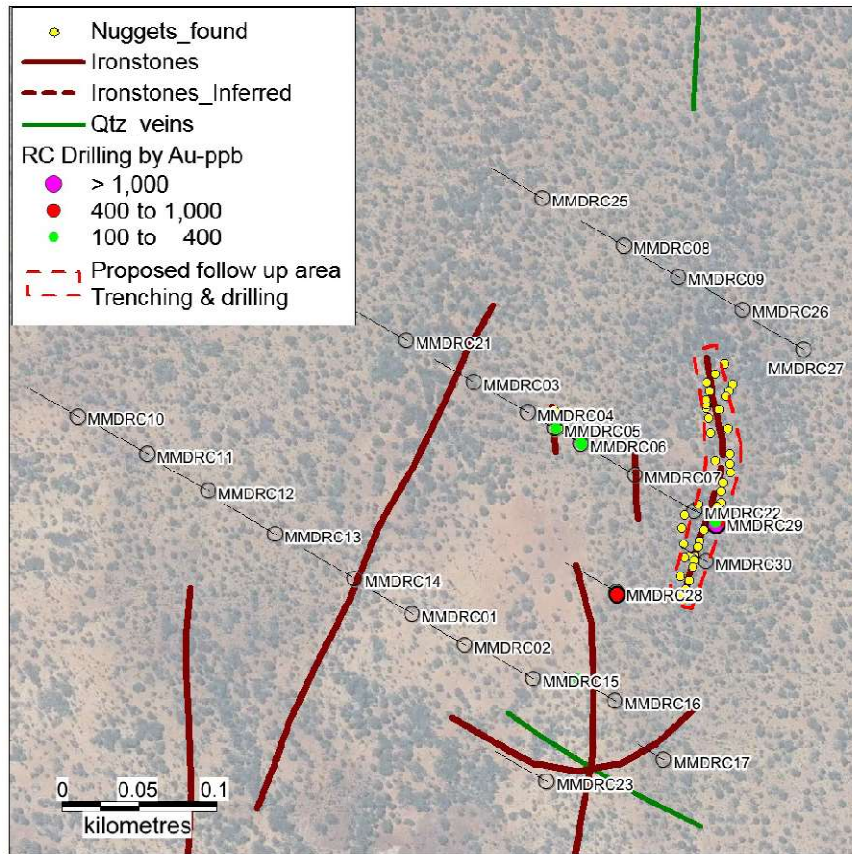 Nuggets_found
Ironstones
Ironstones_Inferred
Qtz veins
RC Drilling by Au-ppb
> 1,000
400 to 1,000
100 to 400
Proposed follow up area
Trenching & drilling
MMDRC25
MMDRC08
MMDRC09
MMDRC26
MMDRC27
MMDRC21
MMDRC03
MMDRC04
MMDRC05
MMDRC06
MMDRC07
MMDRC22
MMDRC29
MMDRC30
MMDRC28
MMDRC10
MMDRC11
MMDRC12
MMDRC13
MMDRC14
MMDRC01
MMDRC02
MMDRC15
MMDRC16
MMDRC17
MMDRC23
0 0.05 0.1
kilometres